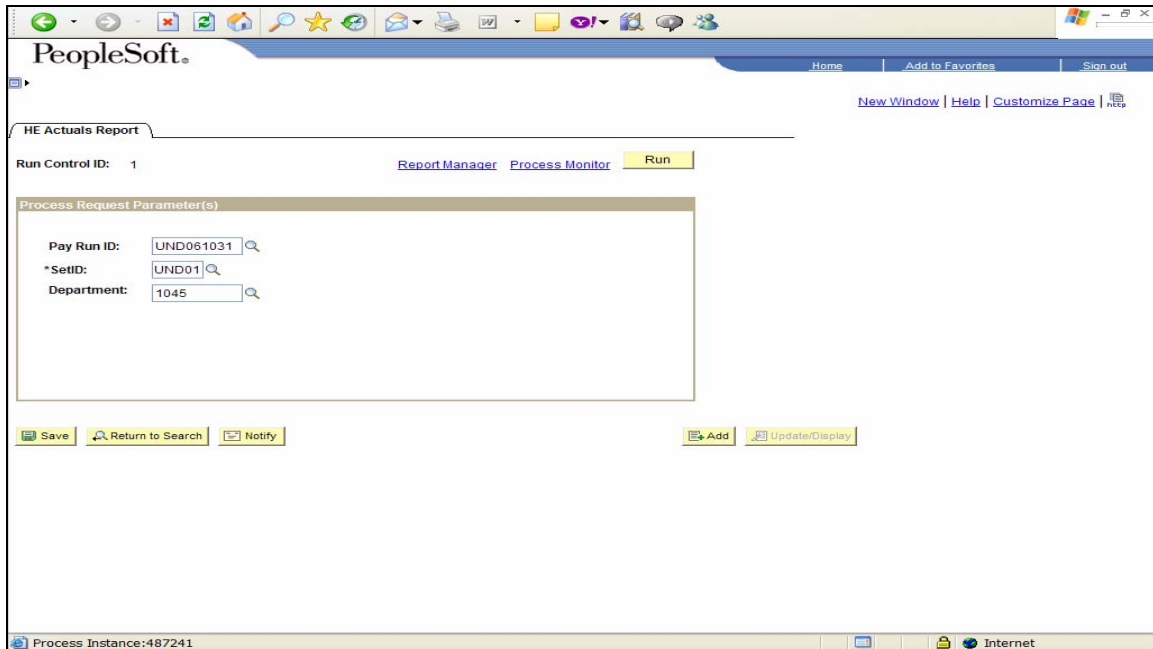 PeopleSoft.
Home | Add to Favorites | Sign out
New Window | Help | Customize Page | http
HE Actuals Report
Run Control ID: 1 Report Manager Process Monitor Run
Process Request Parameter(s)
Pay Run ID: UND061031
*SetID: UND01
Department: 1045
Save Return to Search Notify Add Update/Display
Process Instance:487241 Internet